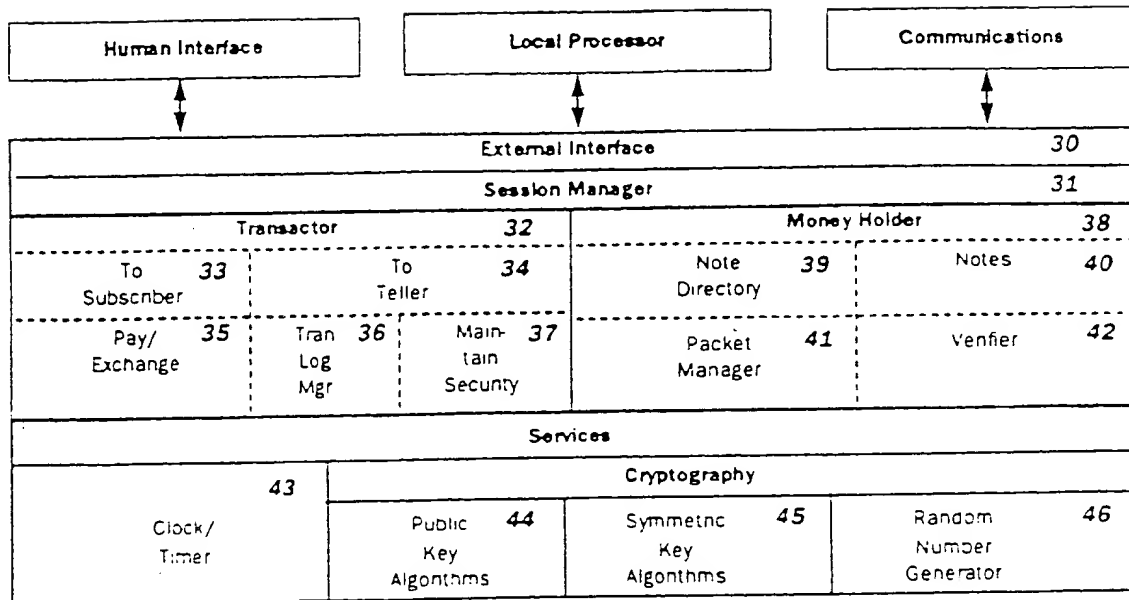 Human Interface
Local Processor
Communications
External Interface 30
Session Manager 31
Transactor 32
Money Holder 38
To 33
Subscriber
To 34
Teller
Note 39
Directory
Notes 40
Pay/ 35
Exchange
Tran 36
Log
Mgr
Main- 37
tain
Security
Packet 41
Manager
Verifier 42
Services
43
Clock/
Timer
Cryptography
Public 44
Key
Algorithms
Symmetric 45
Key
Algorithms
Random 46
Number
Generator